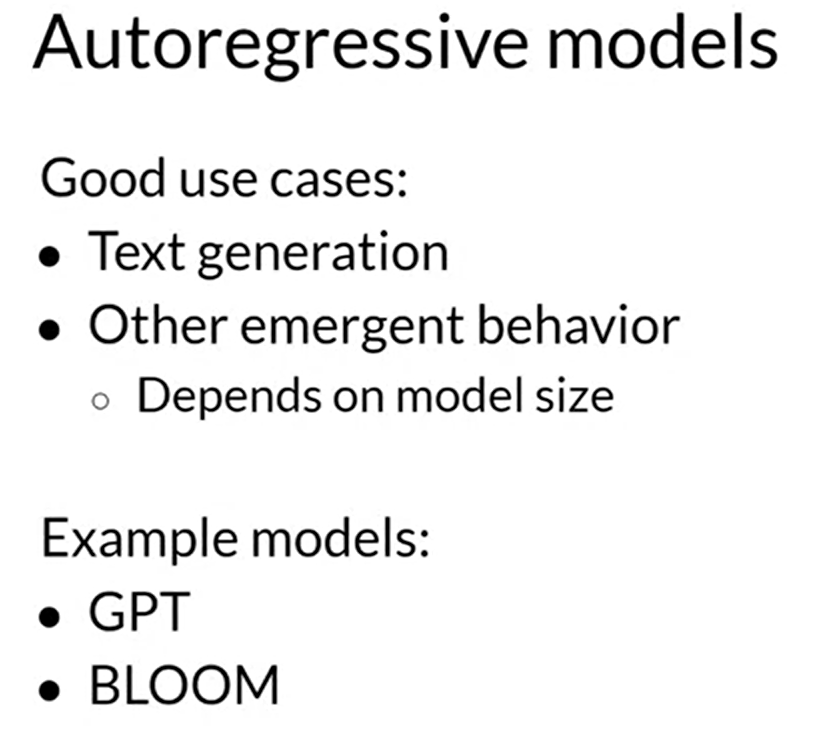 Autoregressive models
Good use cases:
● Text generation
● Other emergent behavior
○ Depends on model size
Example models:
● GPT
● BLOOM